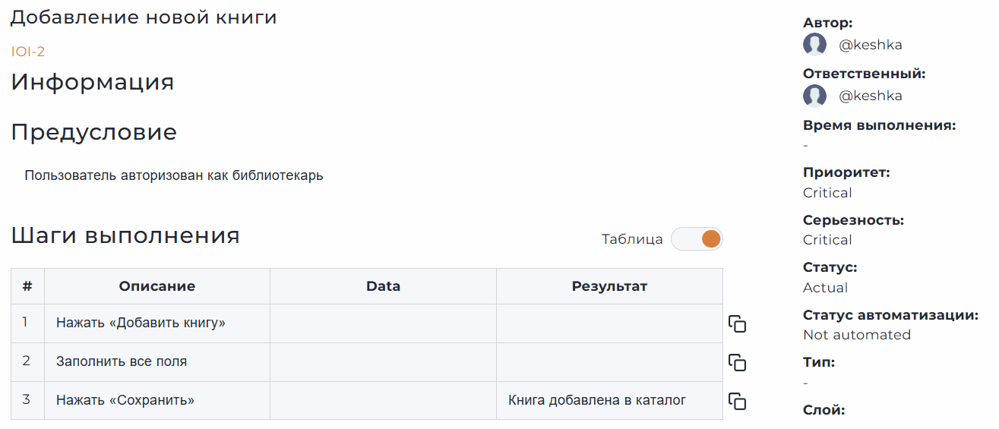 Добавление новой книги
IOI-2
Информация
Предусловие
Пользователь авторизован как библиотекарь
Шаги выполнения
Таблица
# Описание Data Результат
1 Нажать «Добавить книгу»
2 Заполнить все поля
3 Нажать «Сохранить» Книга добавлена в каталог
Автор:
@keshka
Ответственный:
@keshka
Время выполнения:
-
Приоритет:
Critical
Серьезность:
Critical
Статус:
Actual
Статус автоматизации:
Not automated
Тип:
-
Слой: